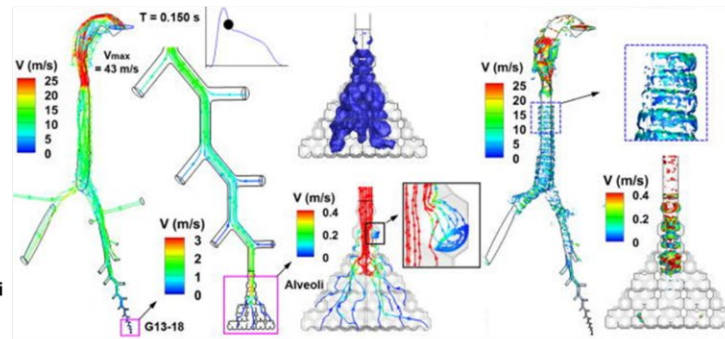 T = 0.150 s
V (m/s)
25
20
15
10
5
0
Vmax
= 43 m/s
V (m/s)
3
2
1
0
G13-18
V (m/s)
0.4
0.2
0
Alveoli
V (m/s)
25
20
15
10
5
0
V (m/s)
0.4
0.2
0
i